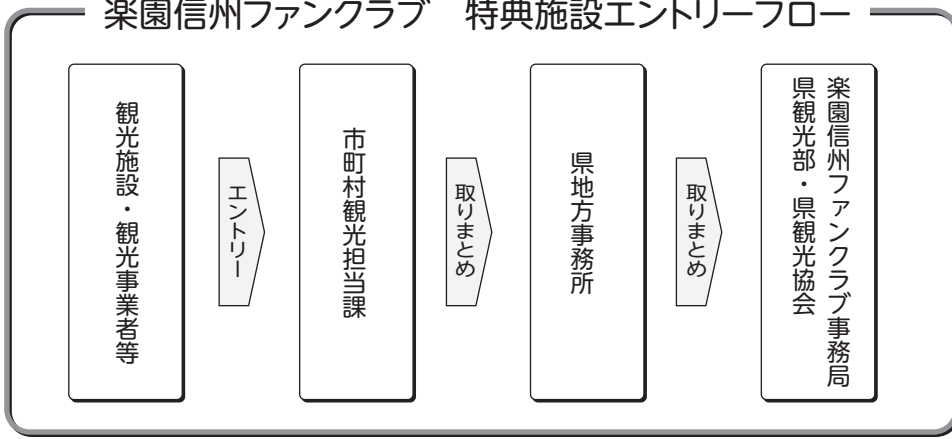 楽園信州ファンクラブ　特典施設エントリーフロー
観光施設・観光事業者等
エントリー
市町村観光担当課
取りまとめ
県地方事務所
取りまとめ
楽園信州ファンクラブ事務局
県観光部・県観光協会